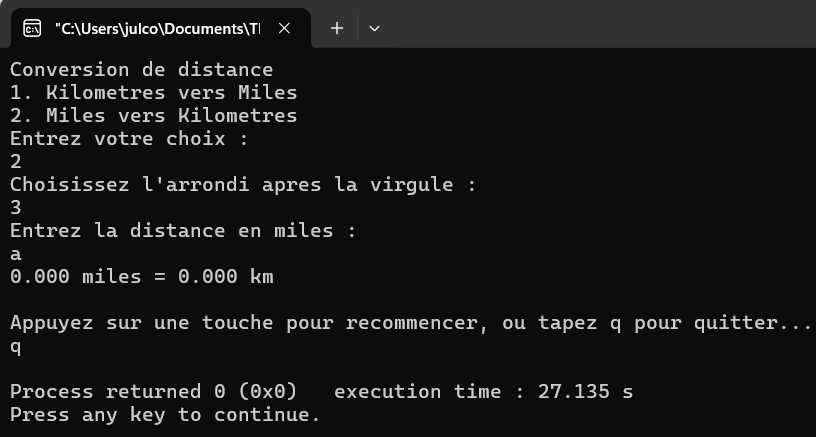 "C:\Users\julco\Documents\T
Conversion de distance
1. Kilometres vers Miles
2. Miles vers Kilometres
Entrez votre choix :
2
Choisissez l'arrondi apres la virgule :
3
Entrez la distance en miles :
a
0.000 miles = 0.000 km
Appuyez sur une touche pour recommencer, ou tapez q pour quitter...
q
Process returned 0 (0x0)   execution time : 27.135 s
Press any key to continue.